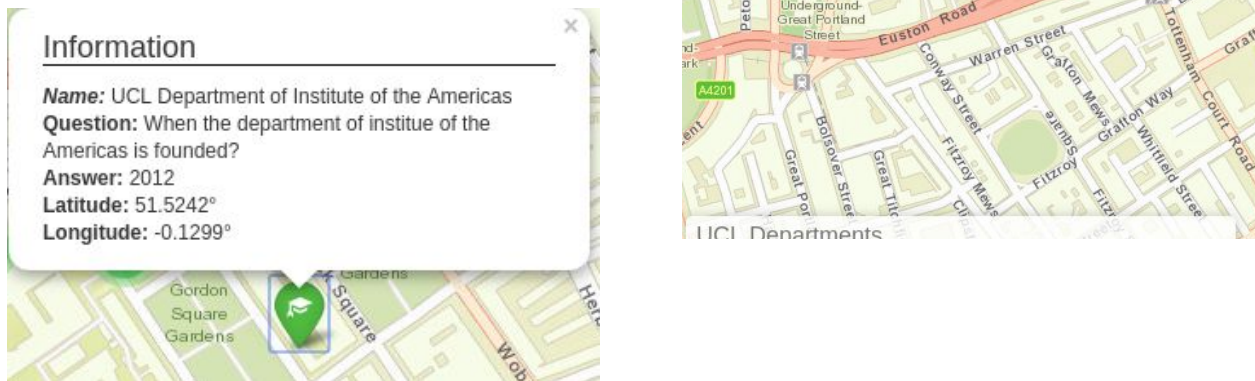 ×
Information
Name: UCL Department of Institute of the Americas
Question: When the department of institue of the
Americas is founded?
Answer: 2012
Latitude: 51.5242°
Longitude: -0.1299°
Gardens
Gordon
Square
Gardens
Square
Underground-
Great Portland
Street
Euston Road
Warren Street
Tottenham Court Road
A4201
Conway Street
Grafton Mews
Grafton Way
Bolsover Street
Square
Fitzroy
Whitfield Street
Great
Fitzroy Mews
UCL Departments